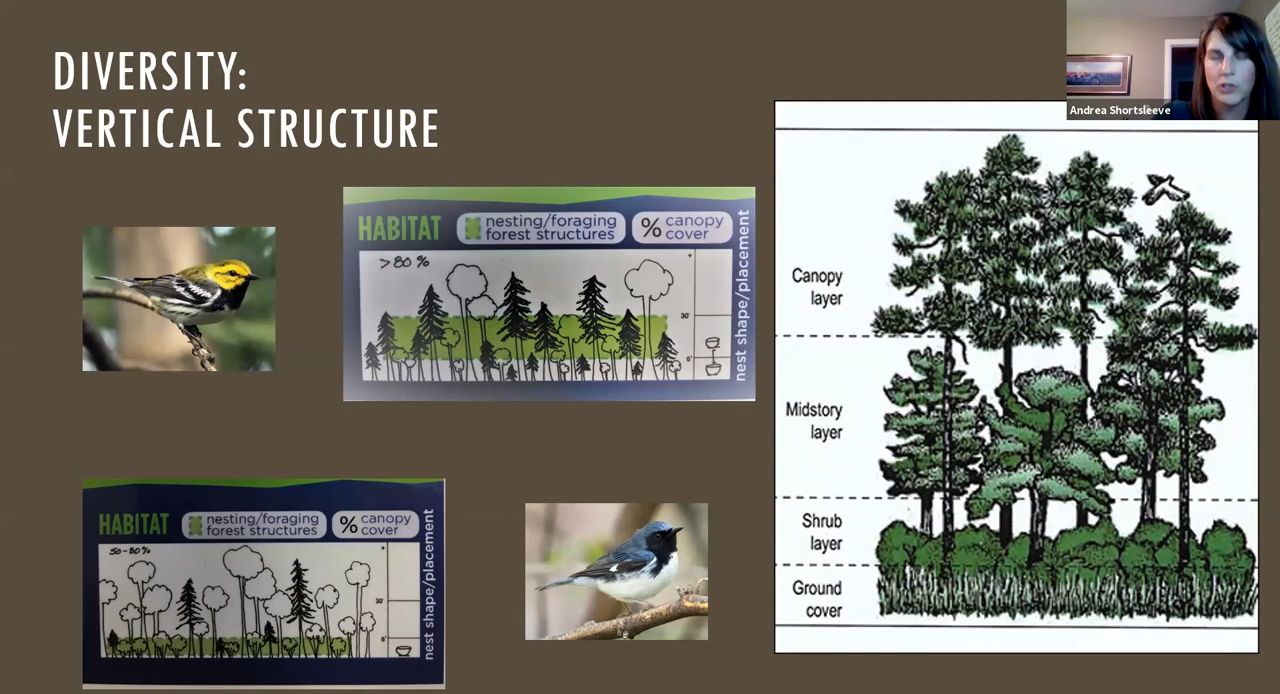 DIVERSITY:
VERTICAL STRUCTURE
Andrea Shortsleeve
HABITAT
nesting/foraging
forest structures
% canopy
cover
>80%
30'
6'
nest shape/placement
HABITAT
nesting/foraging
forest structures
% canopy
cover
50-80%
30'
6'
nest shape/placement
Canopy
layer
Midstory
layer
Shrub
layer
Ground
cover